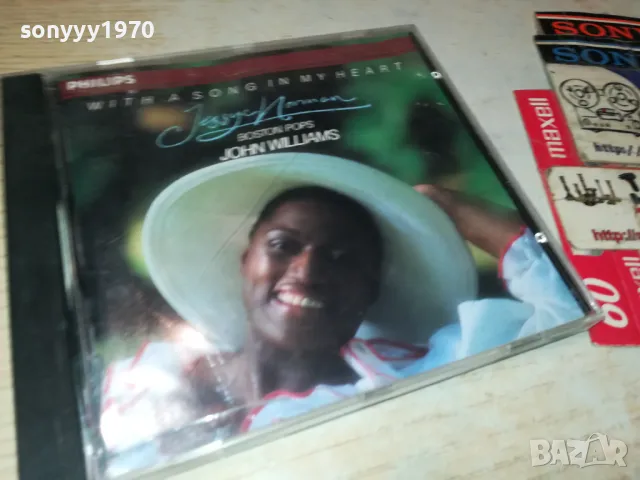 sonyyy1970
PHILIPS
WITH A SONG IN MY HEART
Jessye Norman
BOSTON POPS
JOHN WILLIAMS
SONY
SONY
maxell
http://
http://
maxell
60
BAZAR